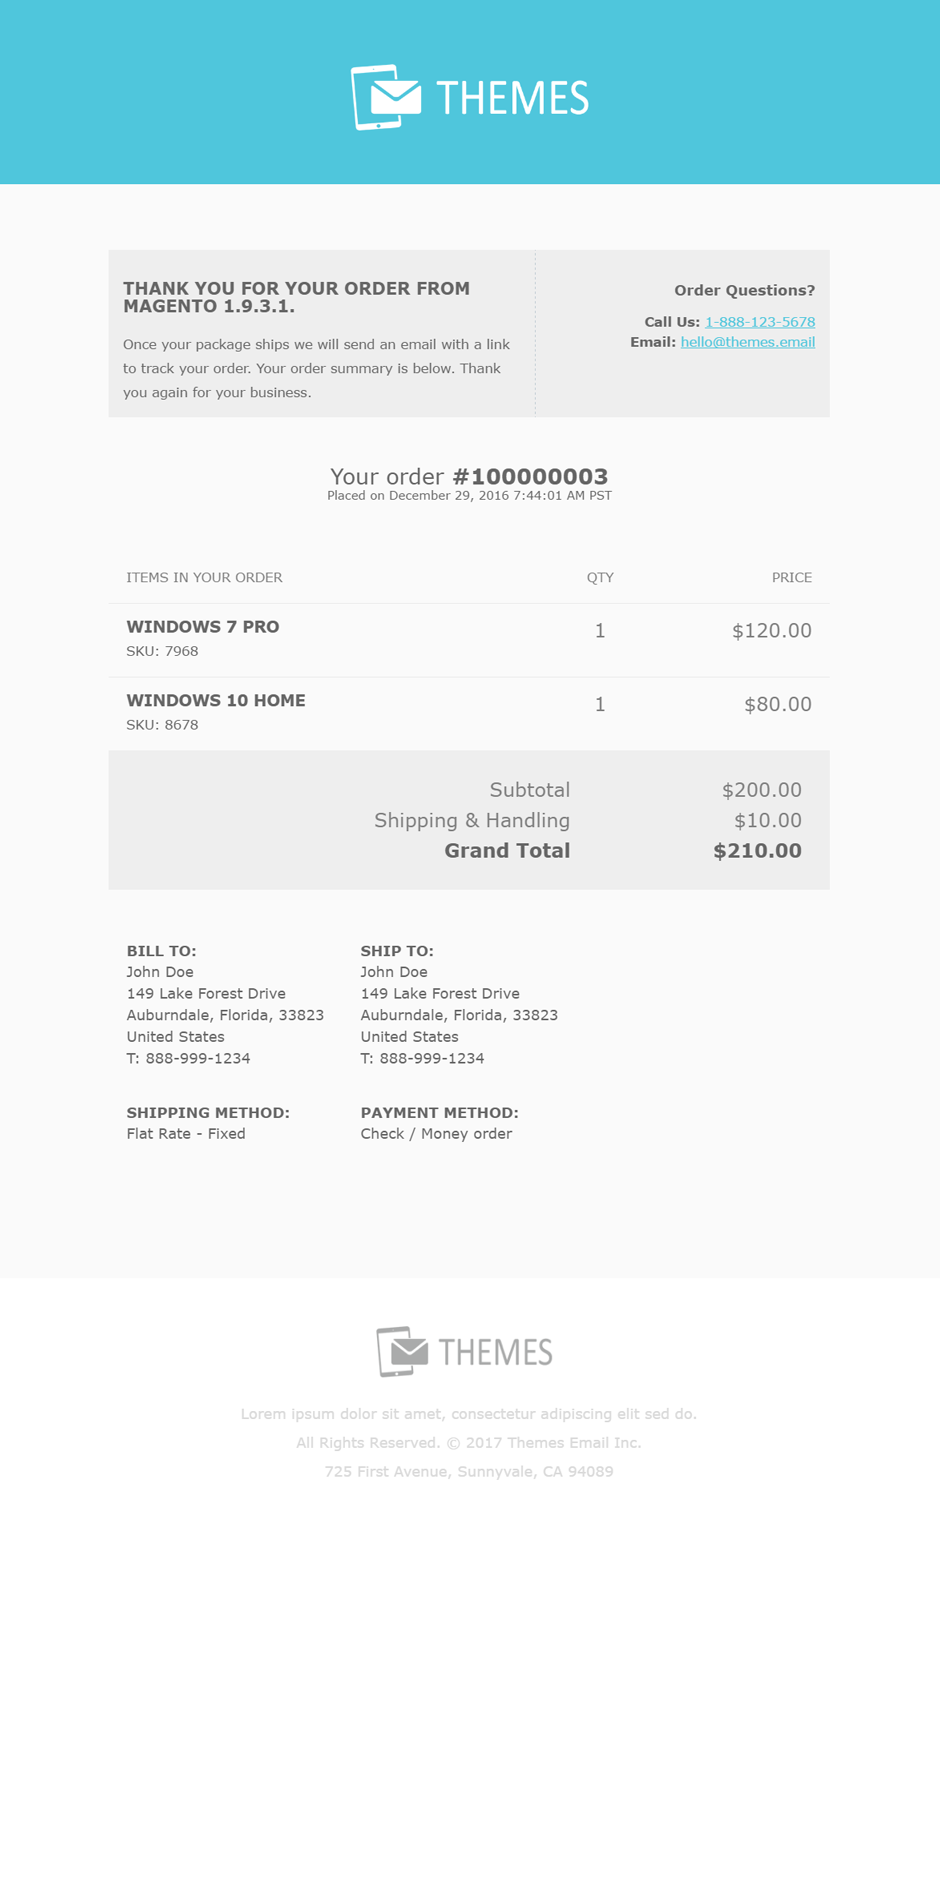 THEMES
THANK YOU FOR YOUR ORDER FROM
MAGENTO 1.9.3.1.
Once your package ships we will send an email with a link
to track your order. Your order summary is below. Thank
you again for your business.
Order Questions?
Call Us: 1-888-123-5678
Email: hello@themes.email
Your order #100000003
Placed on December 29, 2016 7:44:01 AM PST
ITEMS IN YOUR ORDER QTY PRICE
WINDOWS 7 PRO 1 $120.00
SKU: 7968
WINDOWS 10 HOME 1 $80.00
SKU: 8678
Subtotal $200.00
Shipping & Handling $10.00
Grand Total $210.00
BILL TO:
John Doe
149 Lake Forest Drive
Auburndale, Florida, 33823
United States
T: 888-999-1234
SHIP TO:
John Doe
149 Lake Forest Drive
Auburndale, Florida, 33823
United States
T: 888-999-1234
SHIPPING METHOD:
Flat Rate - Fixed
PAYMENT METHOD:
Check / Money order
THEMES
Lorem ipsum dolor sit amet, consectetur adipiscing elit sed do.
All Rights Reserved. © 2017 Themes Email Inc.
725 First Avenue, Sunnyvale, CA 94089